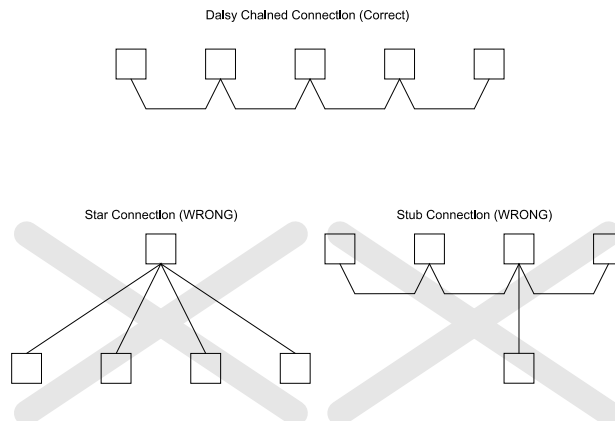 Daisy Chained Connection (Correct)
Star Connection (WRONG)
Stub Connection (WRONG)